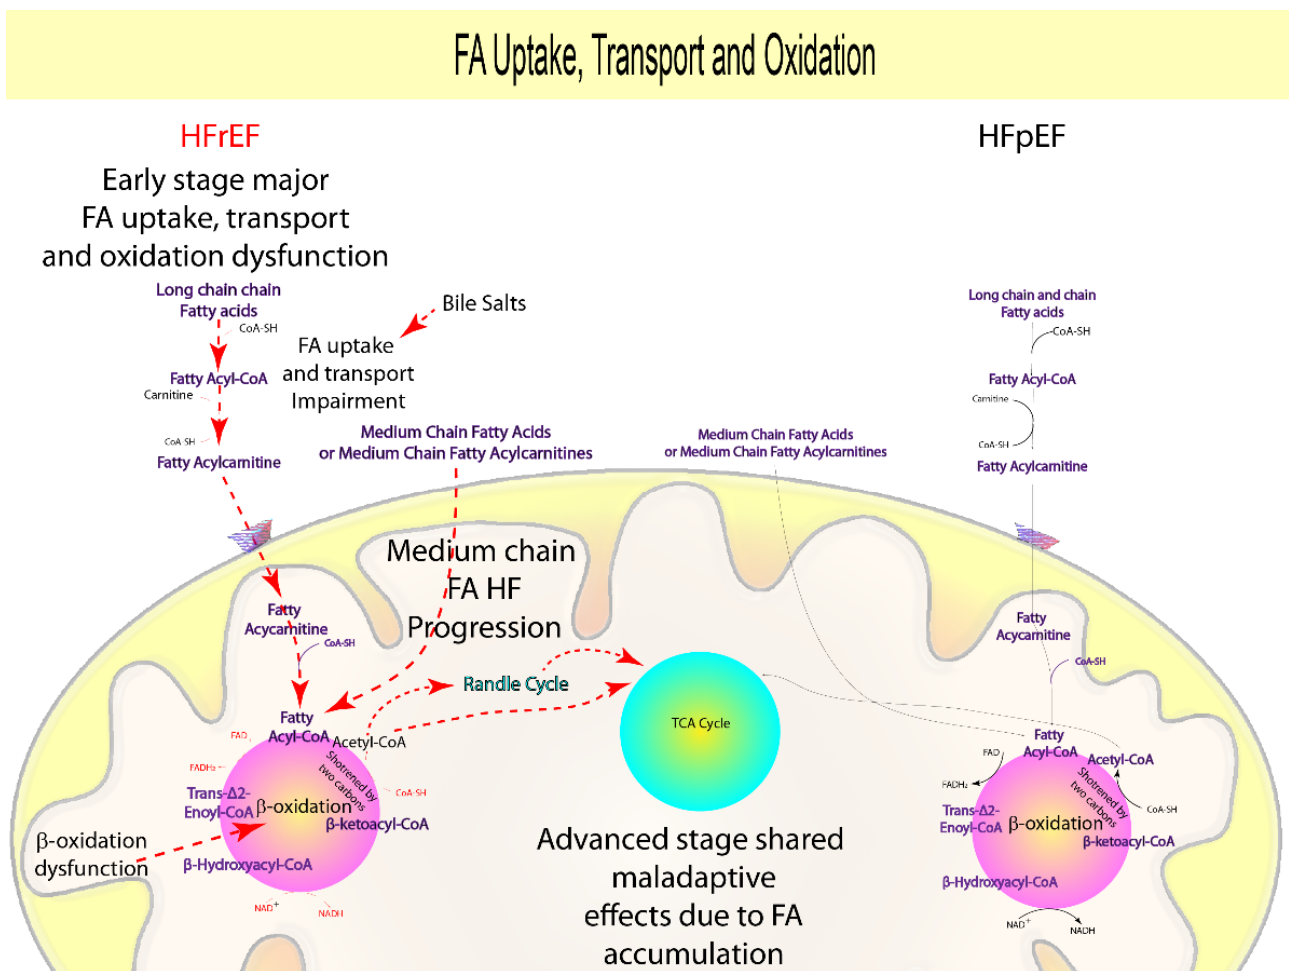 FA Uptake, Transport and Oxidation
HFrEF
Early stage major
FA uptake, transport
and oxidation dysfunction
Long chain chain
Fatty acids
CoA-SH
Fatty Acyl-CoA
Carnitine
CoA-SH
Fatty Acylcarnitine
Bile Salts
FA uptake
and transport
Impairment
Medium Chain Fatty Acids
or Medium Chain Fatty Acylcarnitines
Medium chain
FA HF
Progression
Fatty
Acycarnitine
CoA-SH
Randle Cycle
Fatty
Acyl-CoA
Acetyl-CoA
FAD
FADH₂
Shotrened by
two carbons
CoA-SH
Trans-Δ2-
Enoyl-CoA
β-oxidation
β-ketoacyl-CoA
β-oxidation
dysfunction
β-Hydroxyacyl-CoA
NAD⁺
NADH
TCA Cycle
Advanced stage shared
maladaptive
effects due to FA
accumulation
HFpEF
Long chain and chain
Fatty acids
CoA-SH
Fatty Acyl-CoA
Carnitine
CoA-SH
Fatty Acylcarnitine
Medium Chain Fatty Acids
or Medium Chain Fatty Acylcarnitines
Fatty
Acycarnitine
CoA-SH
Fatty
Acyl-CoA
Acetyl-CoA
FAD
FADH₂
Shotrened by
two carbons
CoA-SH
Trans-Δ2-
Enoyl-CoA
β-oxidation
β-ketoacyl-CoA
β-Hydroxyacyl-CoA
NAD⁺
NADH